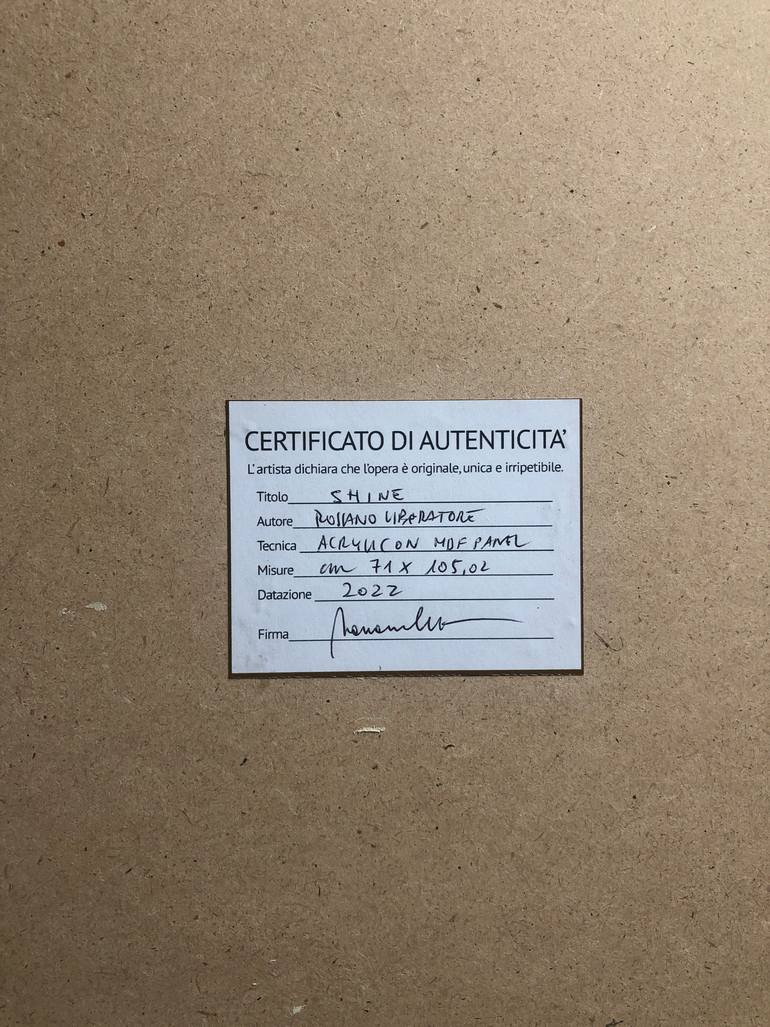 CERTIFICATO DI AUTENTICITA'
L'artista dichiara che l'opera è originale, unica e irripetibile.
Titolo SHINE
Autore ROSSANO LIBERATORE
Tecnica ACRYLIC ON MDF PANEL
Misure cm 71 X 105,02
Datazione 2022
Firma